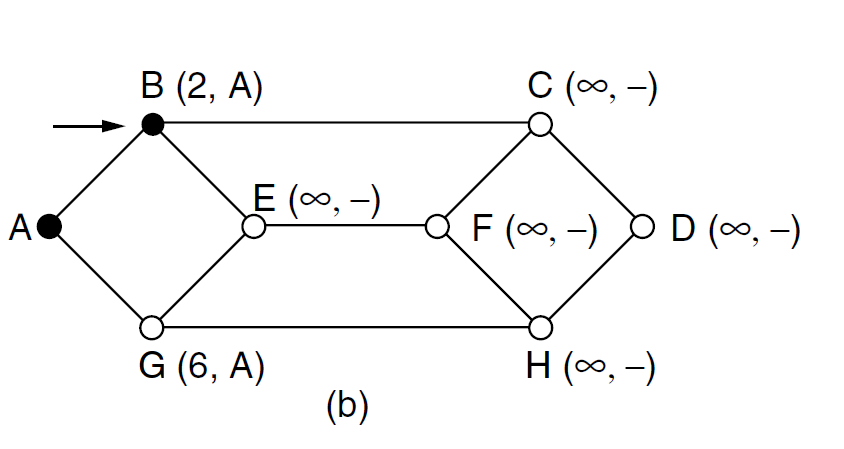 B (2, A)
C (∞, –)
E (∞, –)
A
F (∞, –)
D (∞, –)
G (6, A)
H (∞, –)
(b)